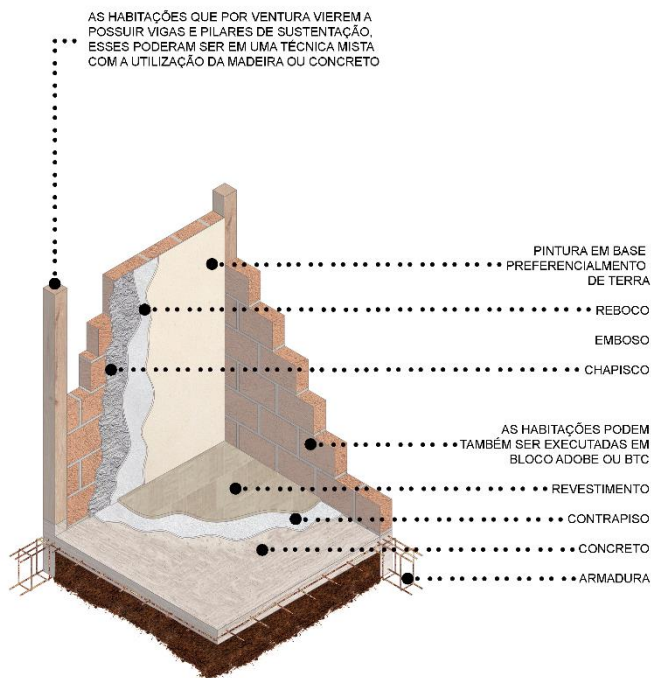 AS HABITAÇÕES QUE POR VENTURA VIEREM A
POSSUIR VIGAS E PILARES DE SUSTENTAÇÃO,
ESSES PODERAM SER EM UMA TÉCNICA MISTA
COM A UTILIZAÇÃO DA MADEIRA OU CONCRETO
PINTURA EM BASE
PREFERENCIALMENTO
DE TERRA
REBOCO
EMBOSO
CHAPISCO
AS HABITAÇÕES PODEM
TAMBÉM SER EXECUTADAS EM
BLOCO ADOBE OU BTC
REVESTIMENTO
CONTRAPISO
CONCRETO
ARMADURA